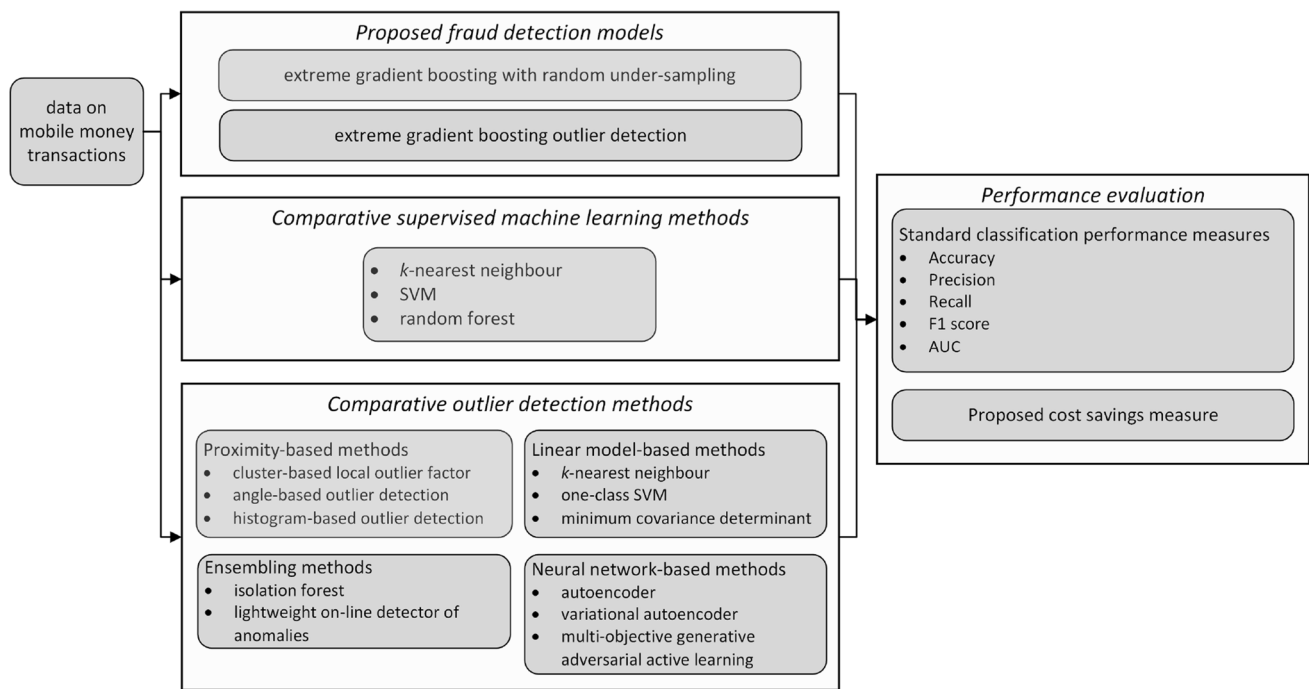 data on
mobile money
transactions
Proposed fraud detection models
extreme gradient boosting with random under-sampling
extreme gradient boosting outlier detection
Comparative supervised machine learning methods
• k-nearest neighbour
• SVM
• random forest
Comparative outlier detection methods
Proximity-based methods
• cluster-based local outlier factor
• angle-based outlier detection
• histogram-based outlier detection
Linear model-based methods
• k-nearest neighbour
• one-class SVM
• minimum covariance determinant
Ensembling methods
• isolation forest
• lightweight on-line detector of
anomalies
Neural network-based methods
• autoencoder
• variational autoencoder
• multi-objective generative
adversarial active learning
Performance evaluation
Standard classification performance measures
• Accuracy
• Precision
• Recall
• F1 score
• AUC
Proposed cost savings measure